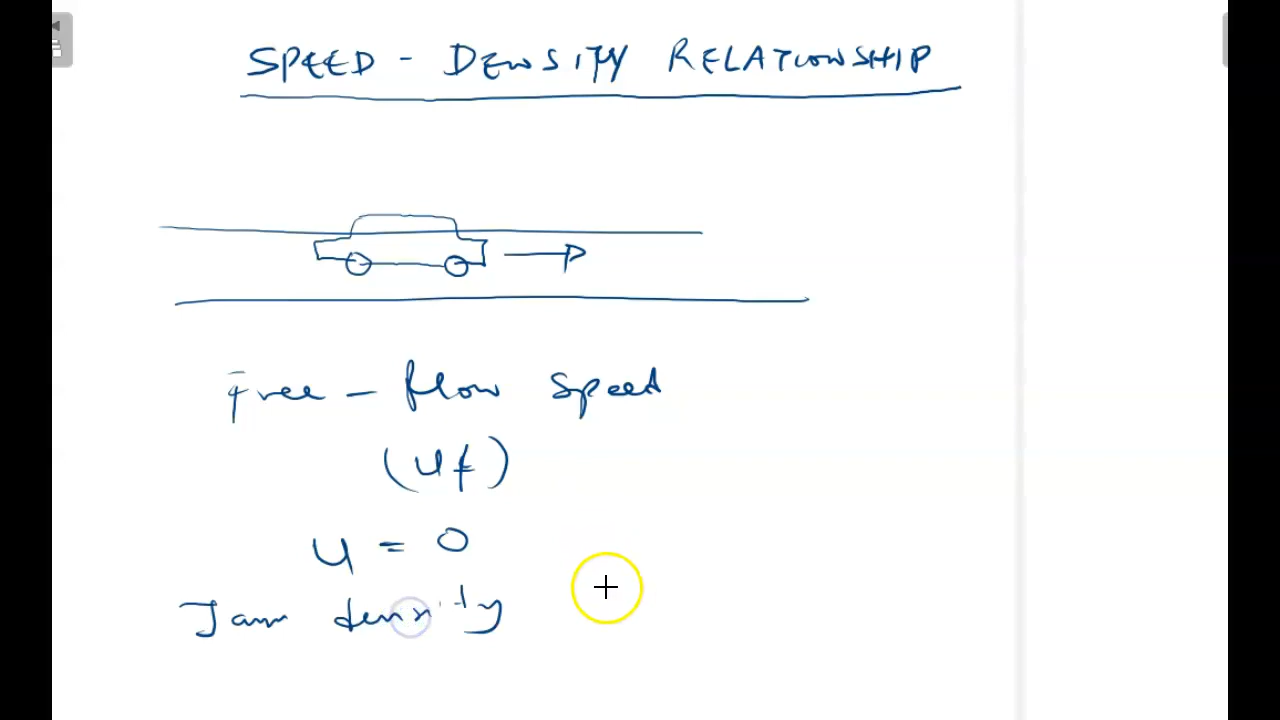 SPEED - DENSITY RELATIONSHIP
Free - flow speed
(uf)
u = 0
Jam density